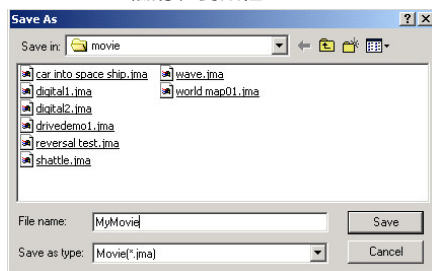 Save As
Save in: movie
car into space ship.jma
wave.jma
digital1.jma
world map01.jma
digital2.jma
drivedemo1.jma
reversal test.jma
shattle.jma
File name: MyMovie
Save
Save as type: Movie(*.jma)
Cancel